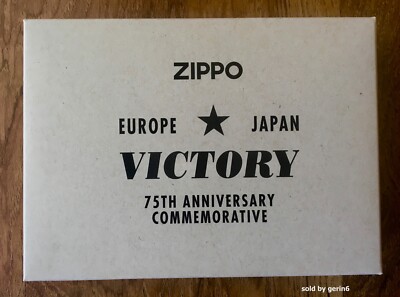 ZIPPO
EUROPE ★ JAPAN
VICTORY
75TH ANNIVERSARY
COMMEMORATIVE
sold by gerin6